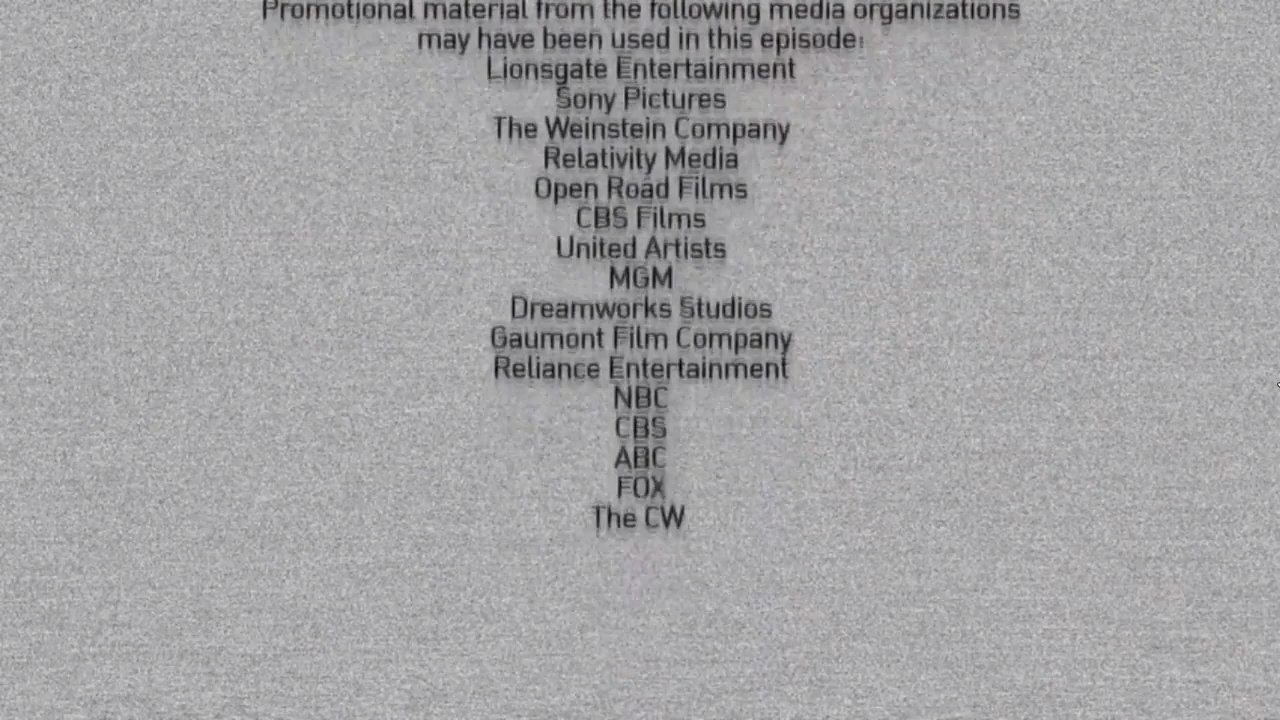 Promotional material from the following media organizations
may have been used in this episode:
Lionsgate Entertainment
Sony Pictures
The Weinstein Company
Relativity Media
Open Road Films
CBS Films
United Artists
MGM
Dreamworks Studios
Gaumont Film Company
Reliance Entertainment
NBC
CBS
ABC
FOX
The CW